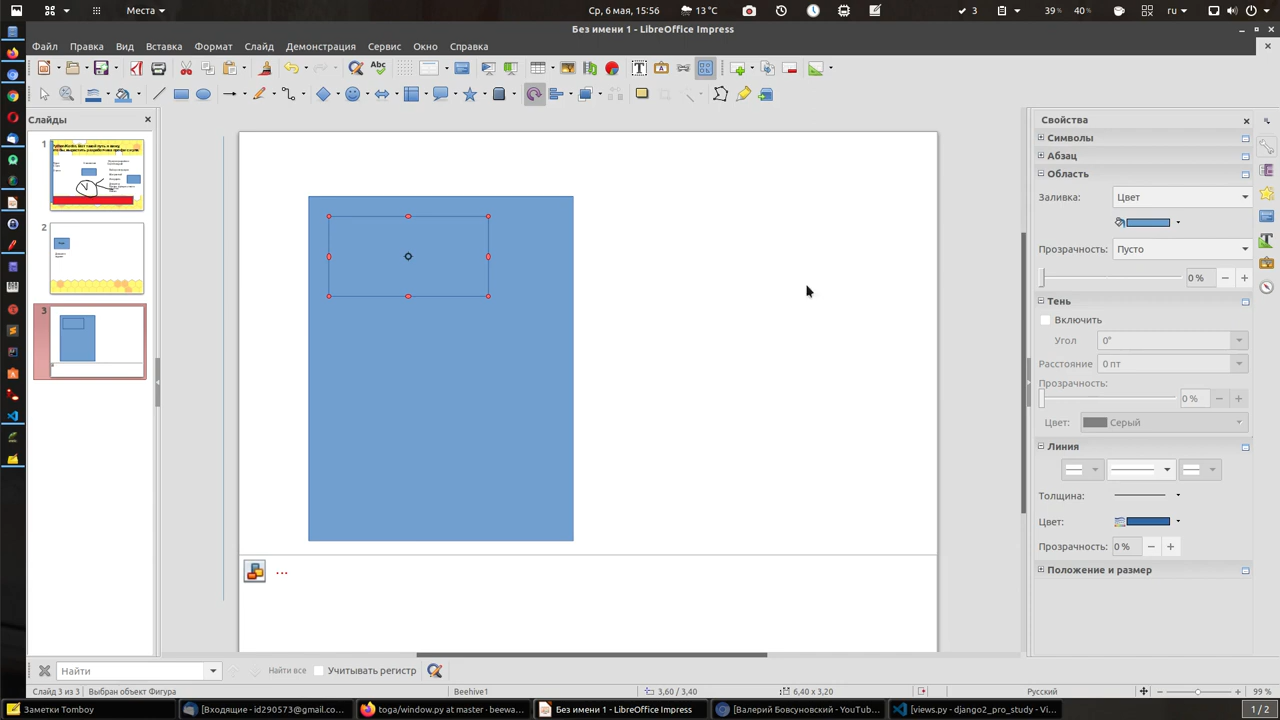 Места
Ср, 6 мая, 15:56
13 °C
3
39 %
40 %
ru
Без имени 1 - LibreOffice Impress
Файл
Правка
Вид
Вставка
Формат
Слайд
Демонстрация
Сервис
Окно
Справка
Слайды
1
2
3
Свойства
Символы
Абзац
Область
Заливка:
Цвет
Прозрачность:
Пусто
0 %
Тень
Включить
Угол
0°
Расстояние
0 пт
Прозрачность:
0 %
Цвет:
Серый
Линия
Толщина:
Цвет:
Прозрачность:
0 %
Положение и размер
...
Найти
Найти все
Учитывать регистр
Слайд 3 из 3
Выбран объект Фигура
Beehive1
3,60 / 3,40
6,40 x 3,20
Русский
99 %
Заметки Tomboy
[Входящие - id290573@gmail.co...
toga/window.py at master · beewa...
Без имени 1 - LibreOffice Impress
[Валерий Бовсуновский - YouTub...
[views.py - django2_pro_study - Vi...
1 / 2